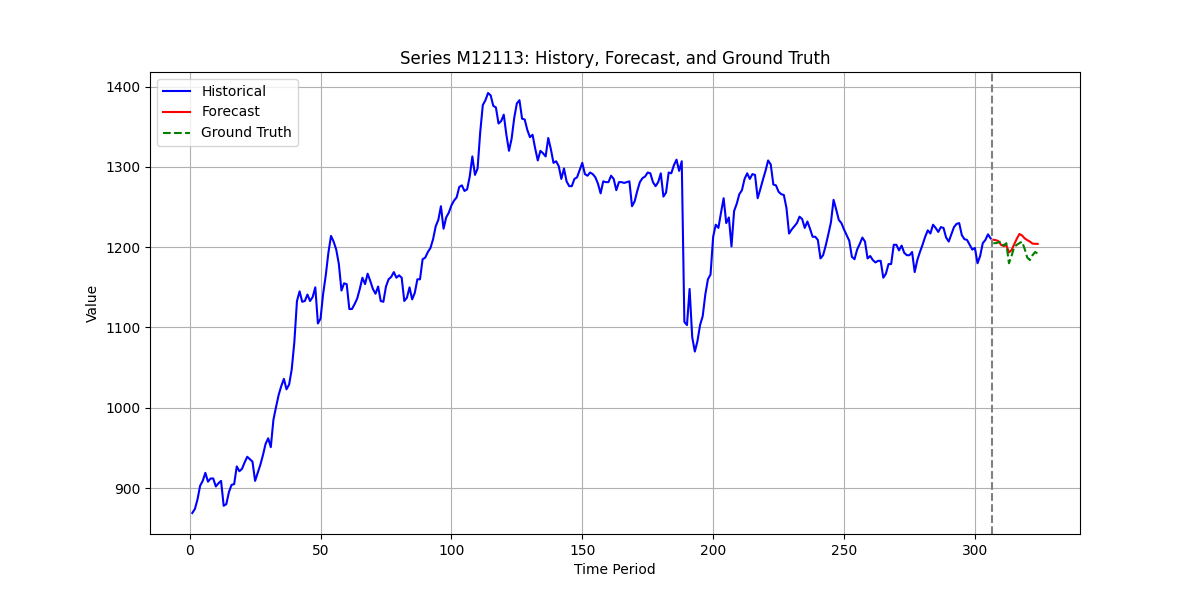 Series M12113: History, Forecast, and Ground Truth
Historical
Forecast
Ground Truth
1400
1300
1200
1100
1000
900
Value
0 50 100 150 200 250 300
Time Period